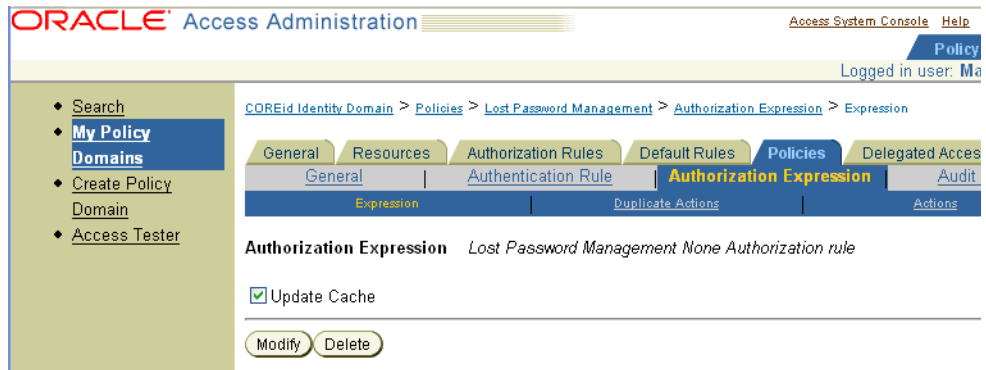 ORACLE Access Administration
Access System Console Help
Policy
Logged in user:
Search
My Policy Domains
Create Policy Domain
Access Tester
COREid Identity Domain > Policies > Lost Password Management > Authorization Expression > Expression
General Resources Authorization Rules Default Rules Policies Delegated Acces
General | Authentication Rule | Authorization Expression | Audit
Expression | Duplicate Actions | Actions
Authorization Expression Lost Password Management None Authorization rule
Update Cache
Modify Delete